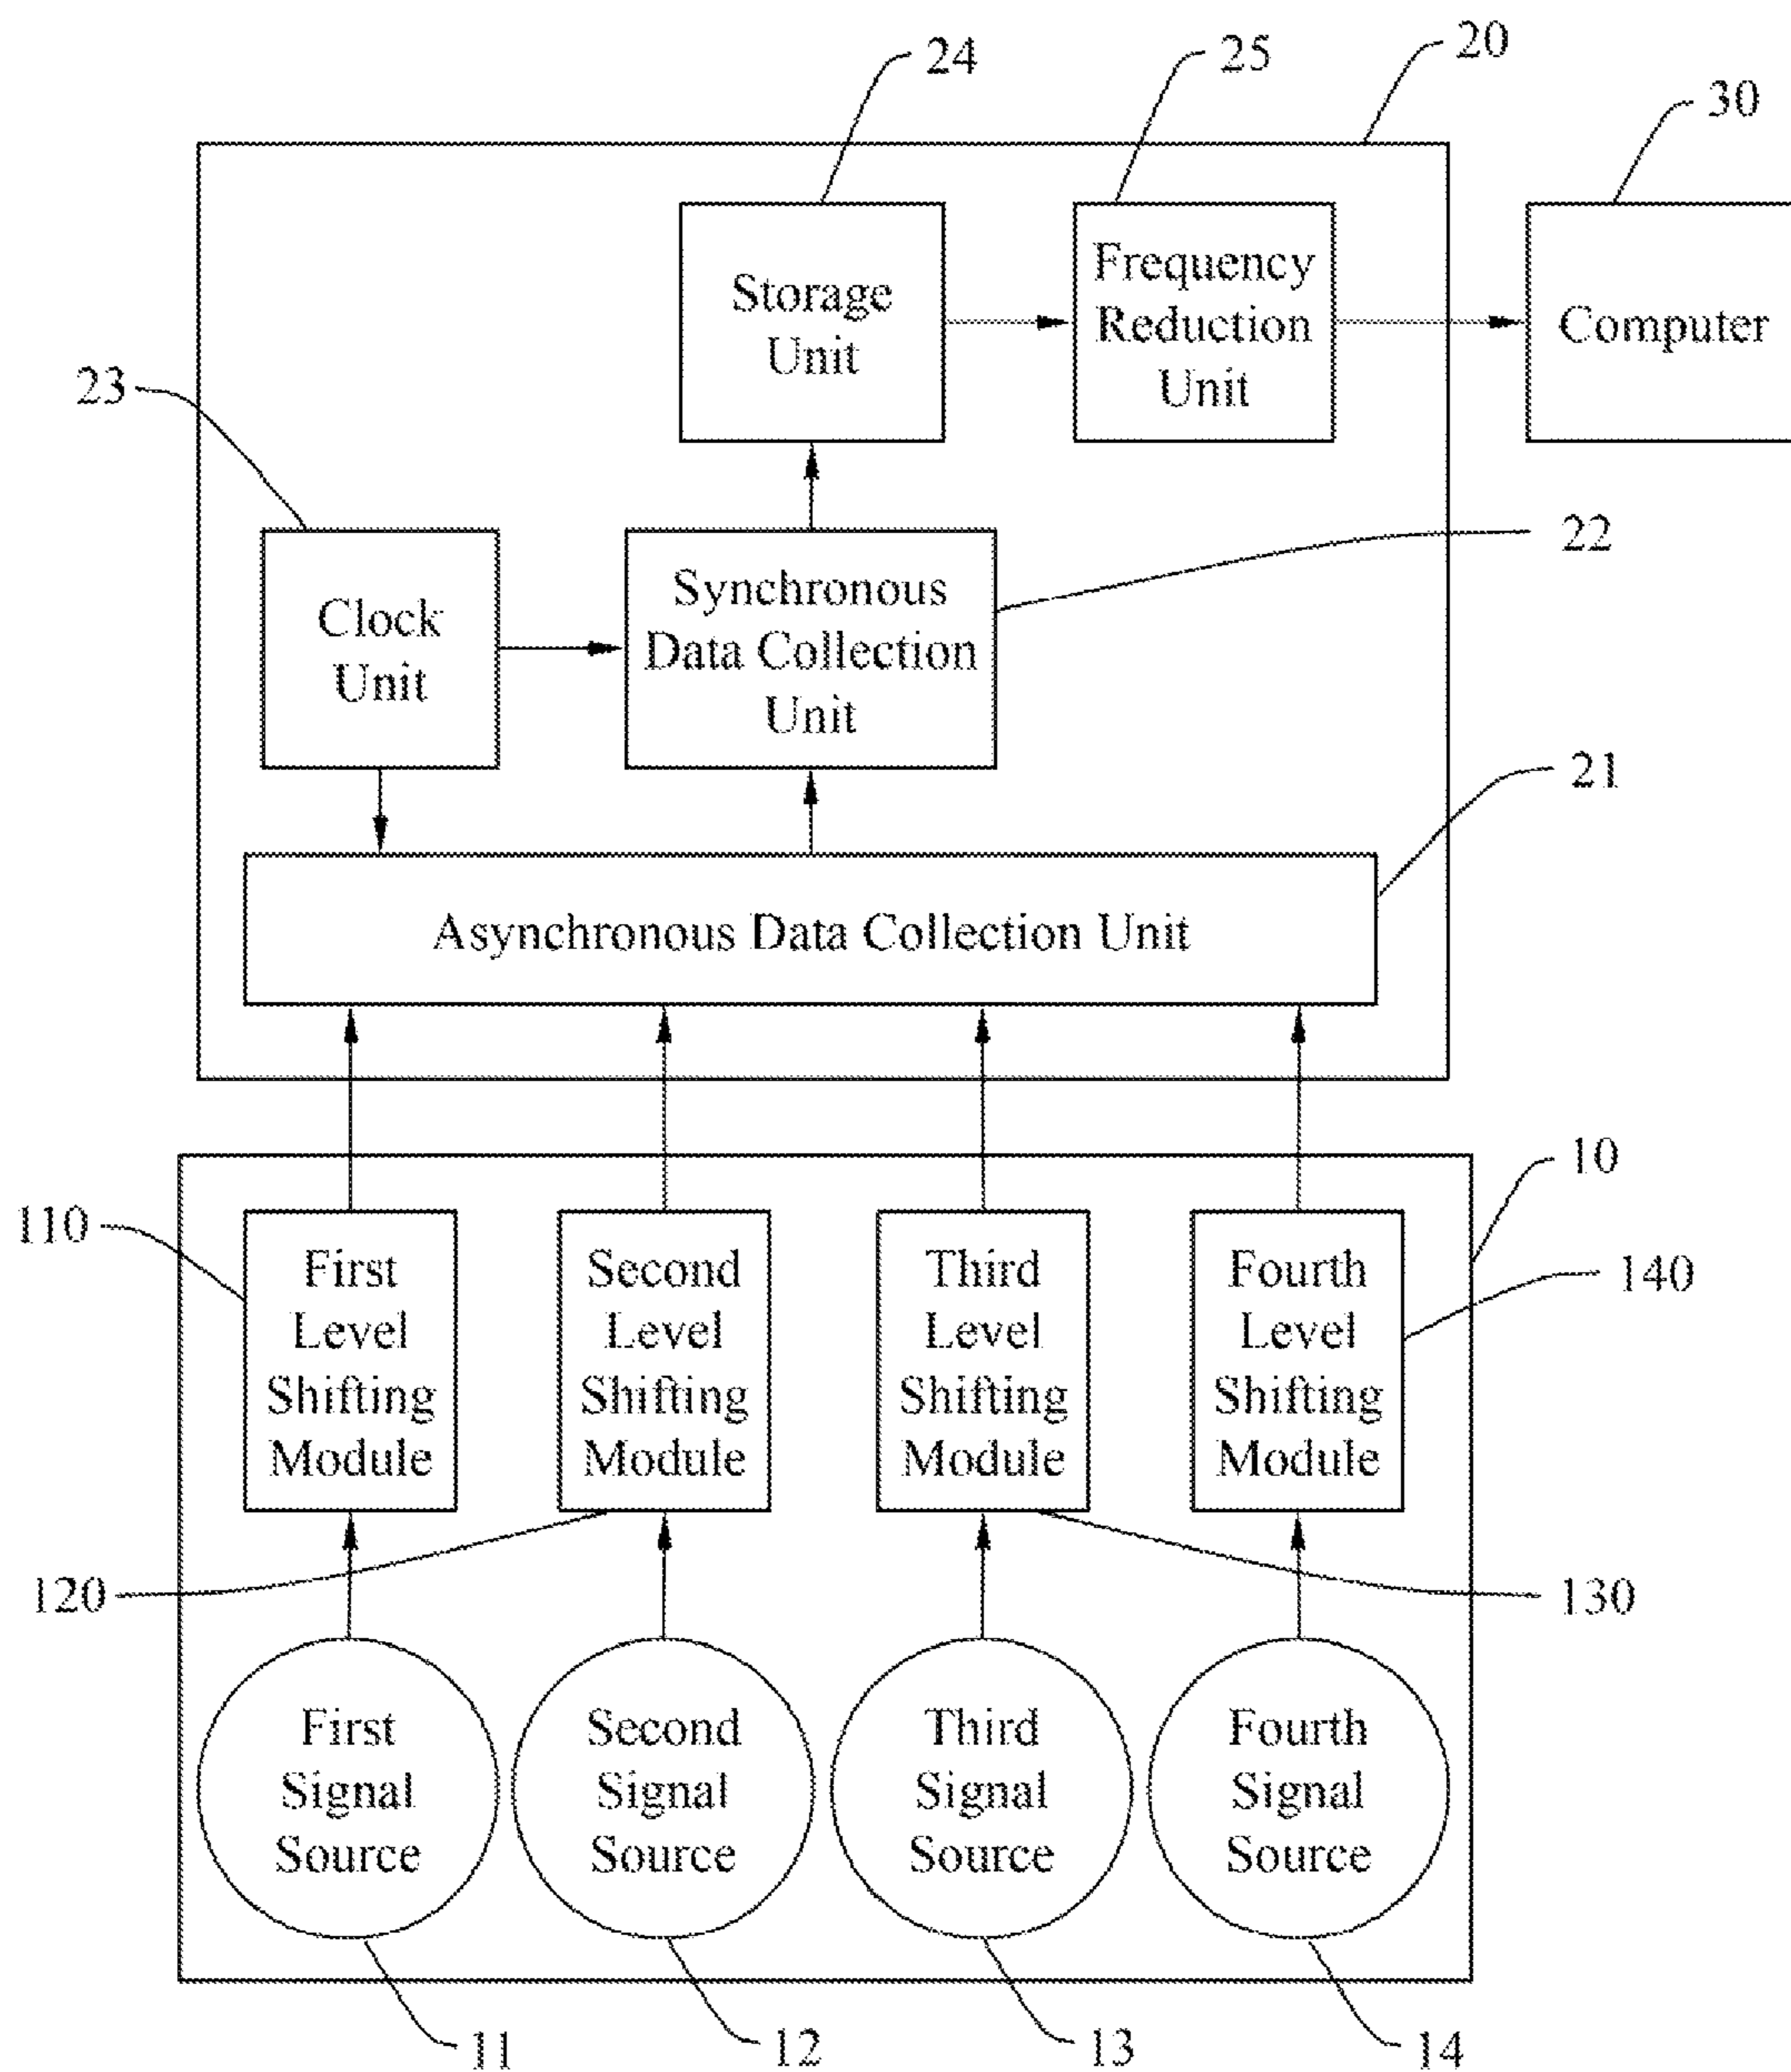 24
25
20
30
Storage
Unit
Frequency
Reduction
Unit
Computer
23
Clock
Unit
Synchronous
Data Collection
Unit
22
21
Asynchronous Data Collection Unit
10
110
First
Level
Shifting
Module
Second
Level
Shifting
Module
Third
Level
Shifting
Module
Fourth
Level
Shifting
Module
140
120
130
First
Signal
Source
Second
Signal
Source
Third
Signal
Source
Fourth
Signal
Source
11
12
13
14